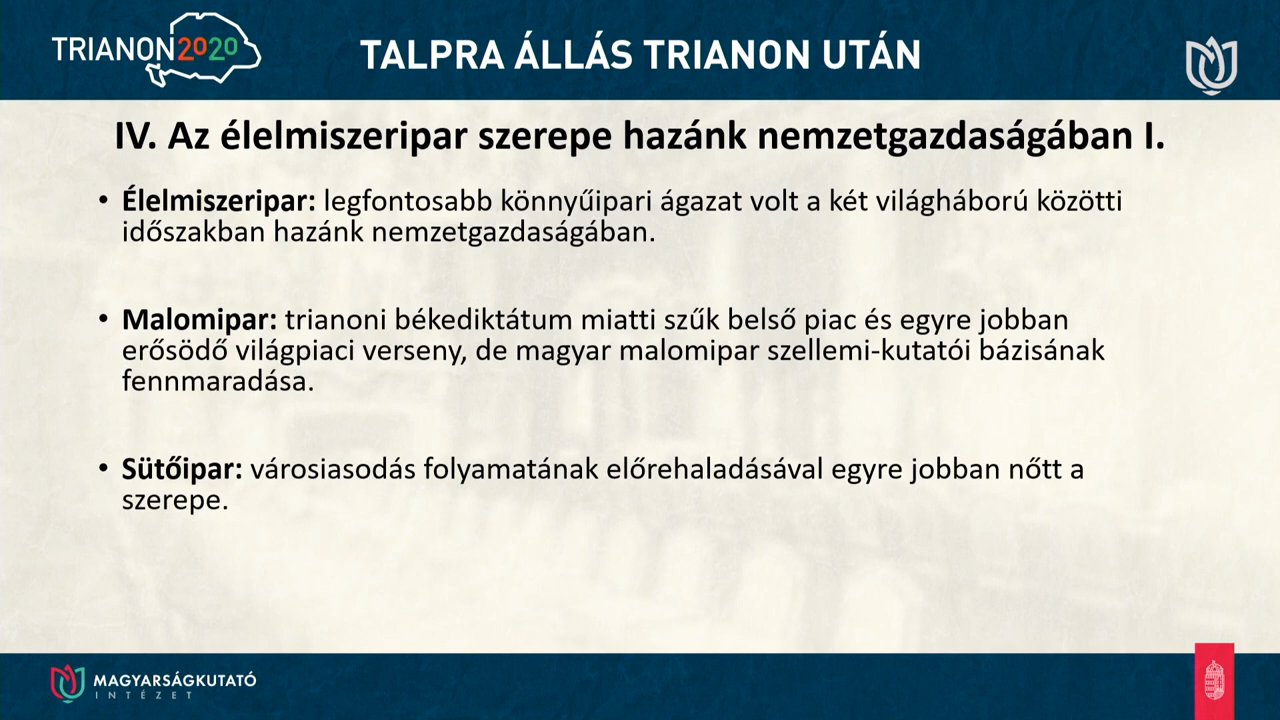 TRIANON2020
TALPRA ÁLLÁS TRIANON UTÁN
IV. Az élelmiszeripar szerepe hazánk nemzetgazdaságában I.
• Élelmiszeripar: legfontosabb könnyűipari ágazat volt a két világháború közötti
időszakban hazánk nemzetgazdaságában.
• Malomipar: trianoni békediktátum miatti szűk belső piac és egyre jobban
erősödő világpiaci verseny, de magyar malomipar szellemi-kutatói bázisának
fennmaradása.
• Sütőipar: városiasodás folyamatának előrehaladásával egyre jobban nőtt a
szerepe.
MAGYARSÁGKUTATÓ
INTÉZET